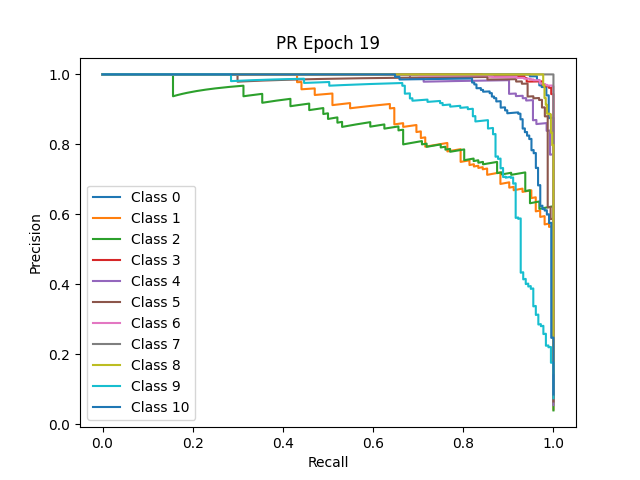 PR Epoch 19
1.0
0.8
0.6
0.4
0.2
0.0
Precision
Class 0
Class 1
Class 2
Class 3
Class 4
Class 5
Class 6
Class 7
Class 8
Class 9
Class 10
0.0 0.2 0.4 0.6 0.8 1.0
Recall